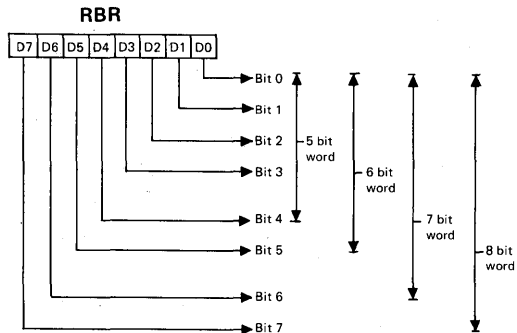 RBR
D7 D6 D5 D4 D3 D2 D1 D0
Bit 0
Bit 1
Bit 2
Bit 3
Bit 4
Bit 5
Bit 6
Bit 7
5 bit
word
6 bit
word
7 bit
word
8 bit
word